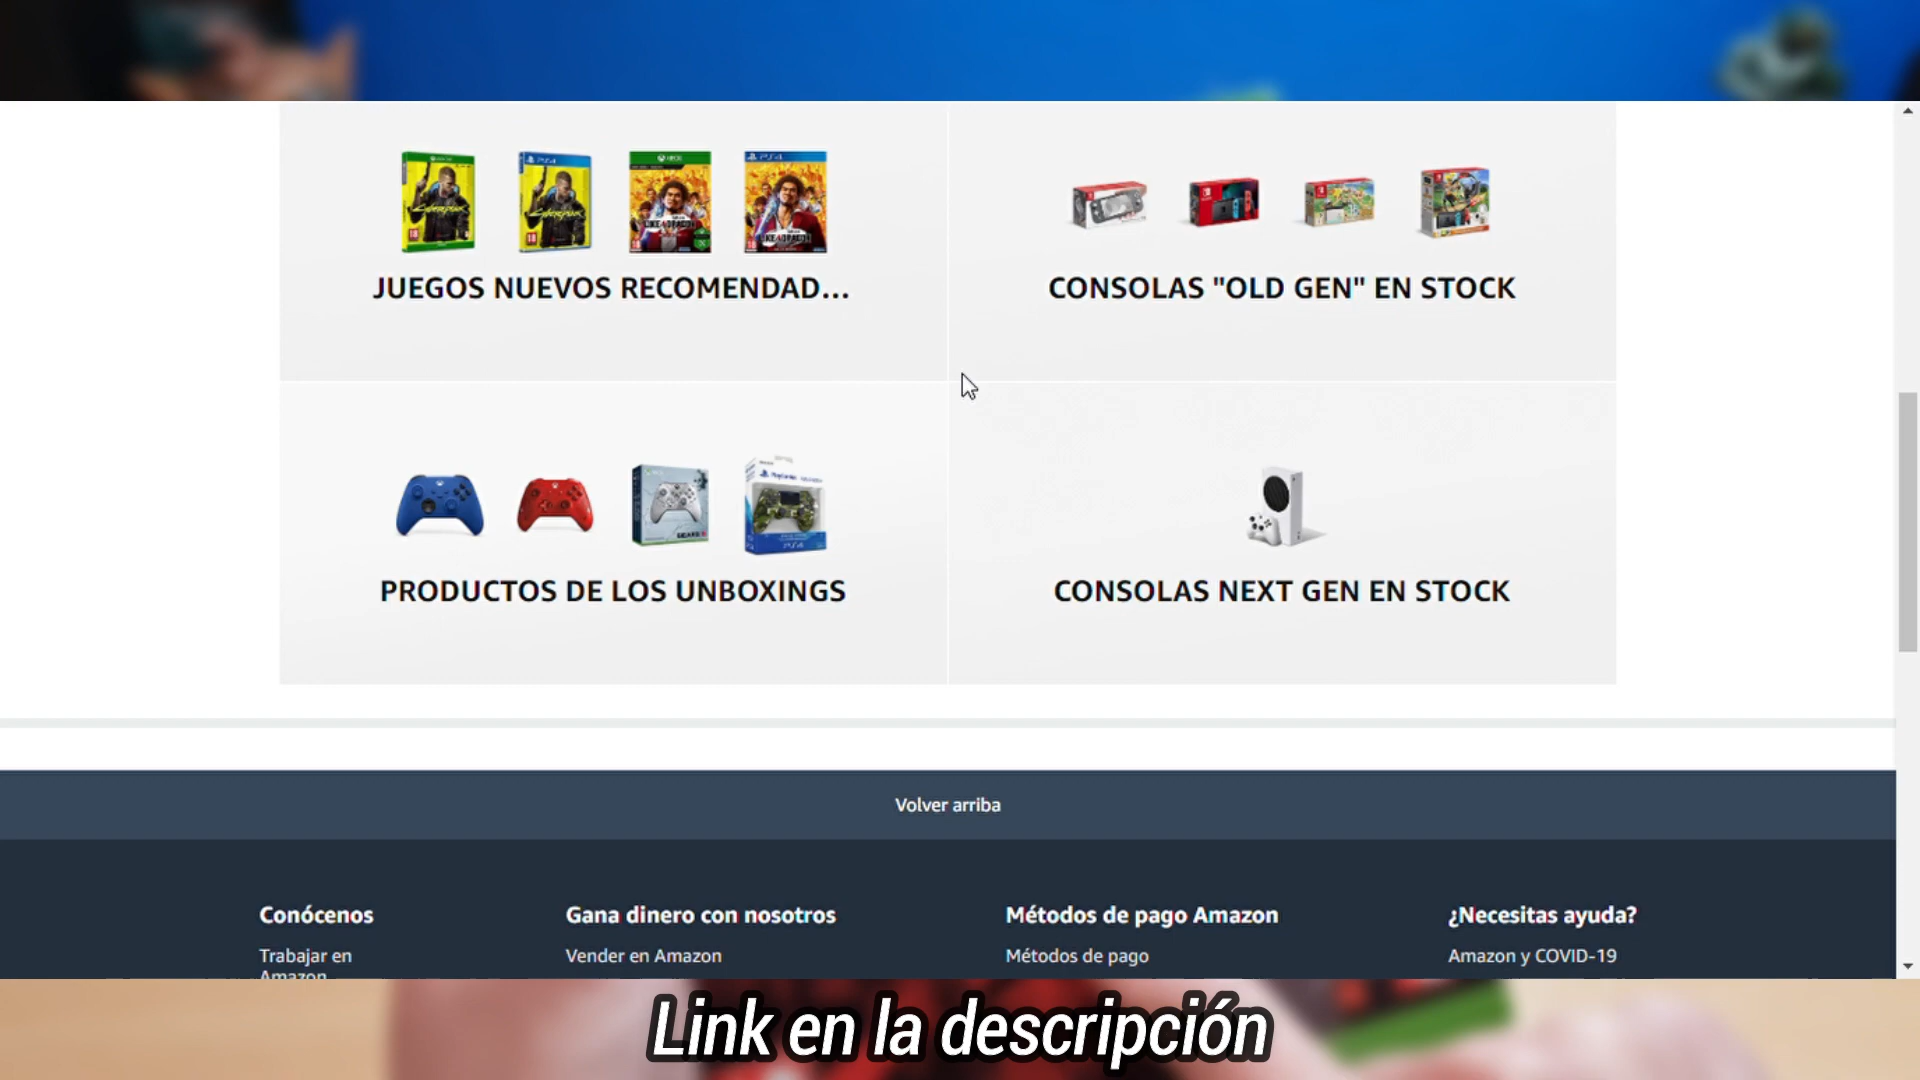 JUEGOS NUEVOS RECOMENDAD...
CONSOLAS "OLD GEN" EN STOCK
PRODUCTOS DE LOS UNBOXINGS
CONSOLAS NEXT GEN EN STOCK
Volver arriba
Conócenos
Gana dinero con nosotros
Métodos de pago Amazon
¿Necesitas ayuda?
Trabajar en
Amazon
Vender en Amazon
Métodos de pago
Amazon y COVID-19
Link en la descripción